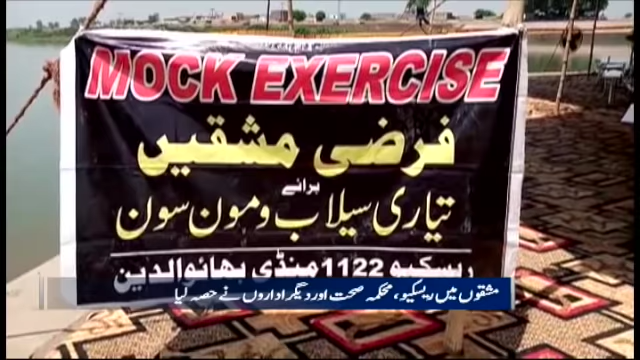 MOCK EXERCISE
فرضی مشقیں
برائے
تیاری سیلاب و مون سون
ریسکیو 1122 منڈی بہائوالدین
مشقوں میں ریسکیو، محکمہ صحت اور دیگر اداروں نے حصہ لیا